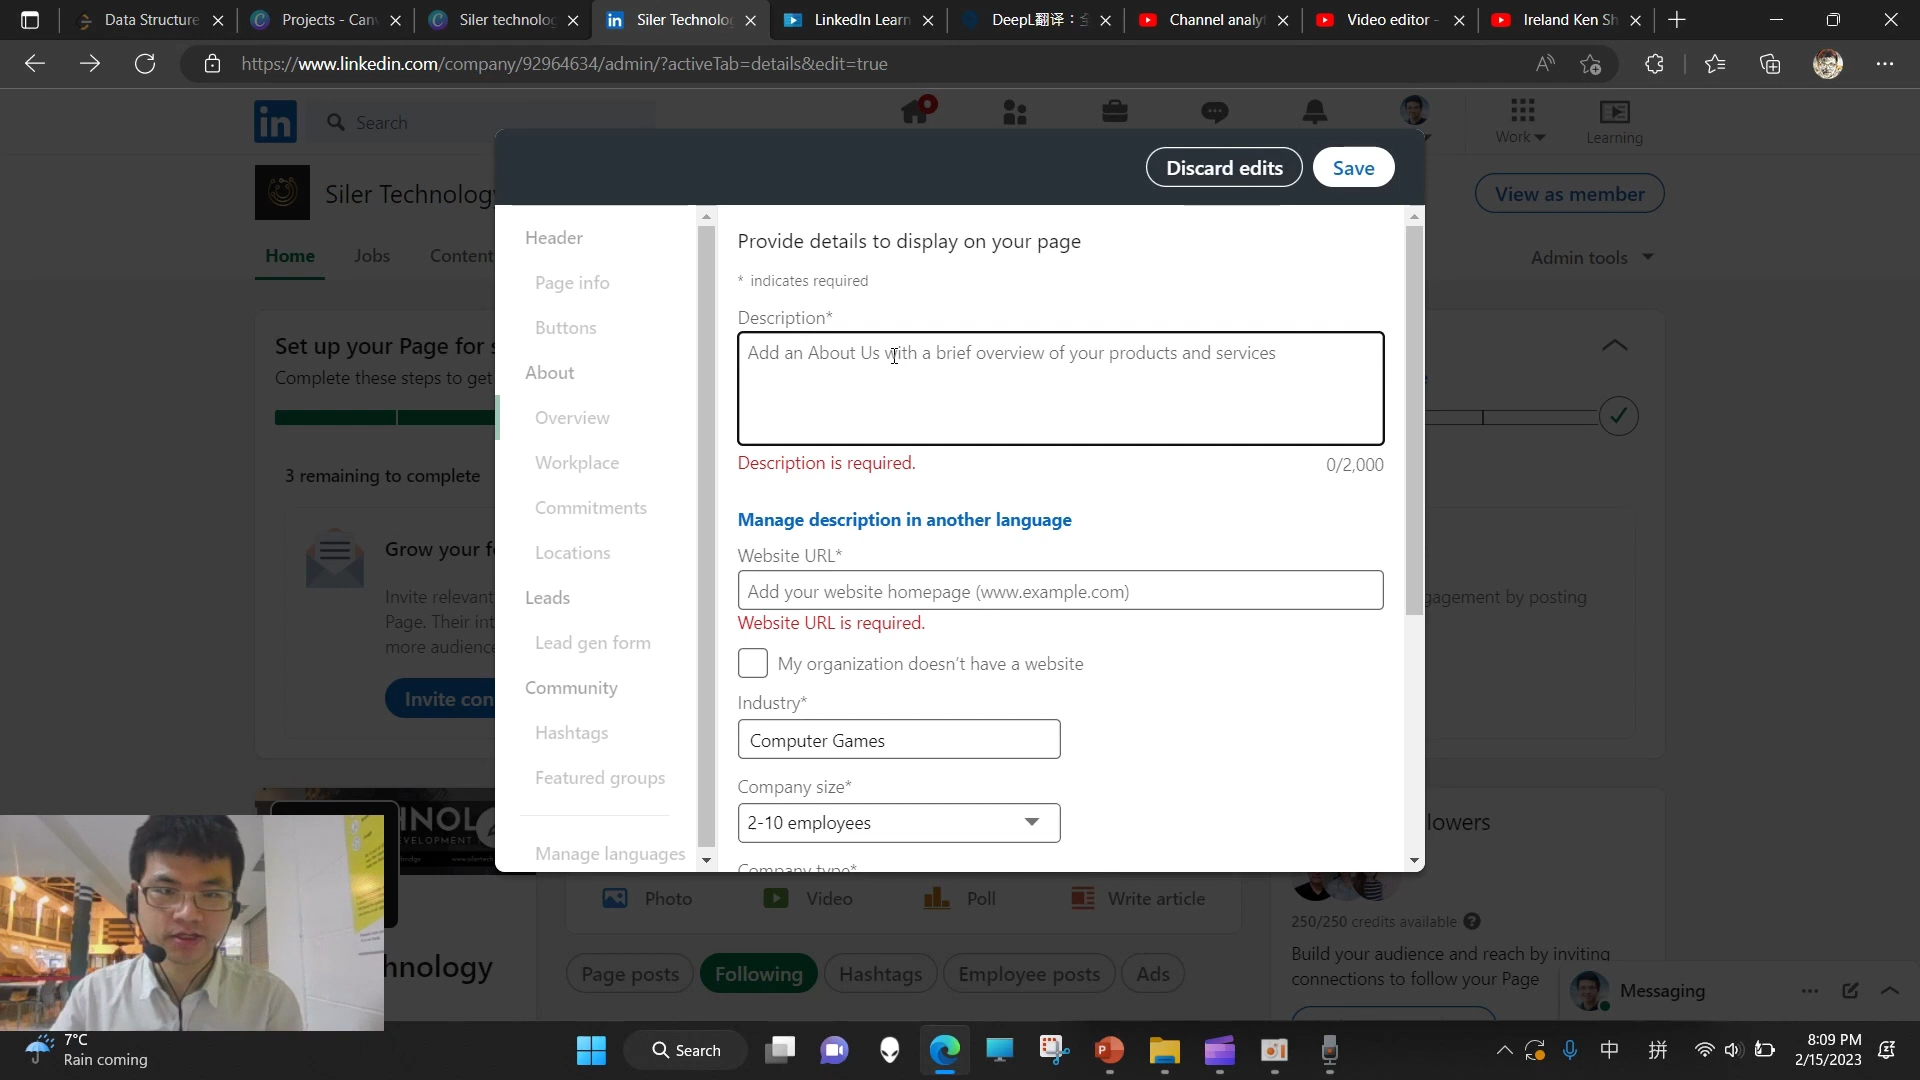 Data Structure
Projects - Can
Siler technolog
Siler Technolog
LinkedIn Learn
DeepL翻译：全
Channel analy
Video editor -
Ireland Ken Sh
https://www.linkedin.com/company/92964634/admin/?activeTab=details&edit=true
Search
Work
Learning
Siler Technology
View as member
Home
Jobs
Content
Admin tools
Discard edits
Save
Header
Page info
Buttons
About
Overview
Workplace
Commitments
Locations
Leads
Lead gen form
Community
Hashtags
Featured groups
Manage languages
Provide details to display on your page
* indicates required
Description*
Add an About Us with a brief overview of your products and services
Description is required.
0/2,000
Manage description in another language
Website URL*
Add your website homepage (www.example.com)
Website URL is required.
My organization doesn't have a website
Industry*
Computer Games
Company size*
2-10 employees
Company type*
Set up your Page for s
Complete these steps to get
3 remaining to complete
Grow your f
Invite relevant
Page. Their int
more audienc
Invite con
gagement by posting
NOL
DEVELOPMENT
hnology
Photo
Video
Poll
Write article
Page posts
Following
Hashtags
Employee posts
Ads
lowers
250/250 credits available
Build your audience and reach by inviting
connections to follow your Page
Messaging
7°C
Rain coming
Search
中
拼
8:09 PM
2/15/2023